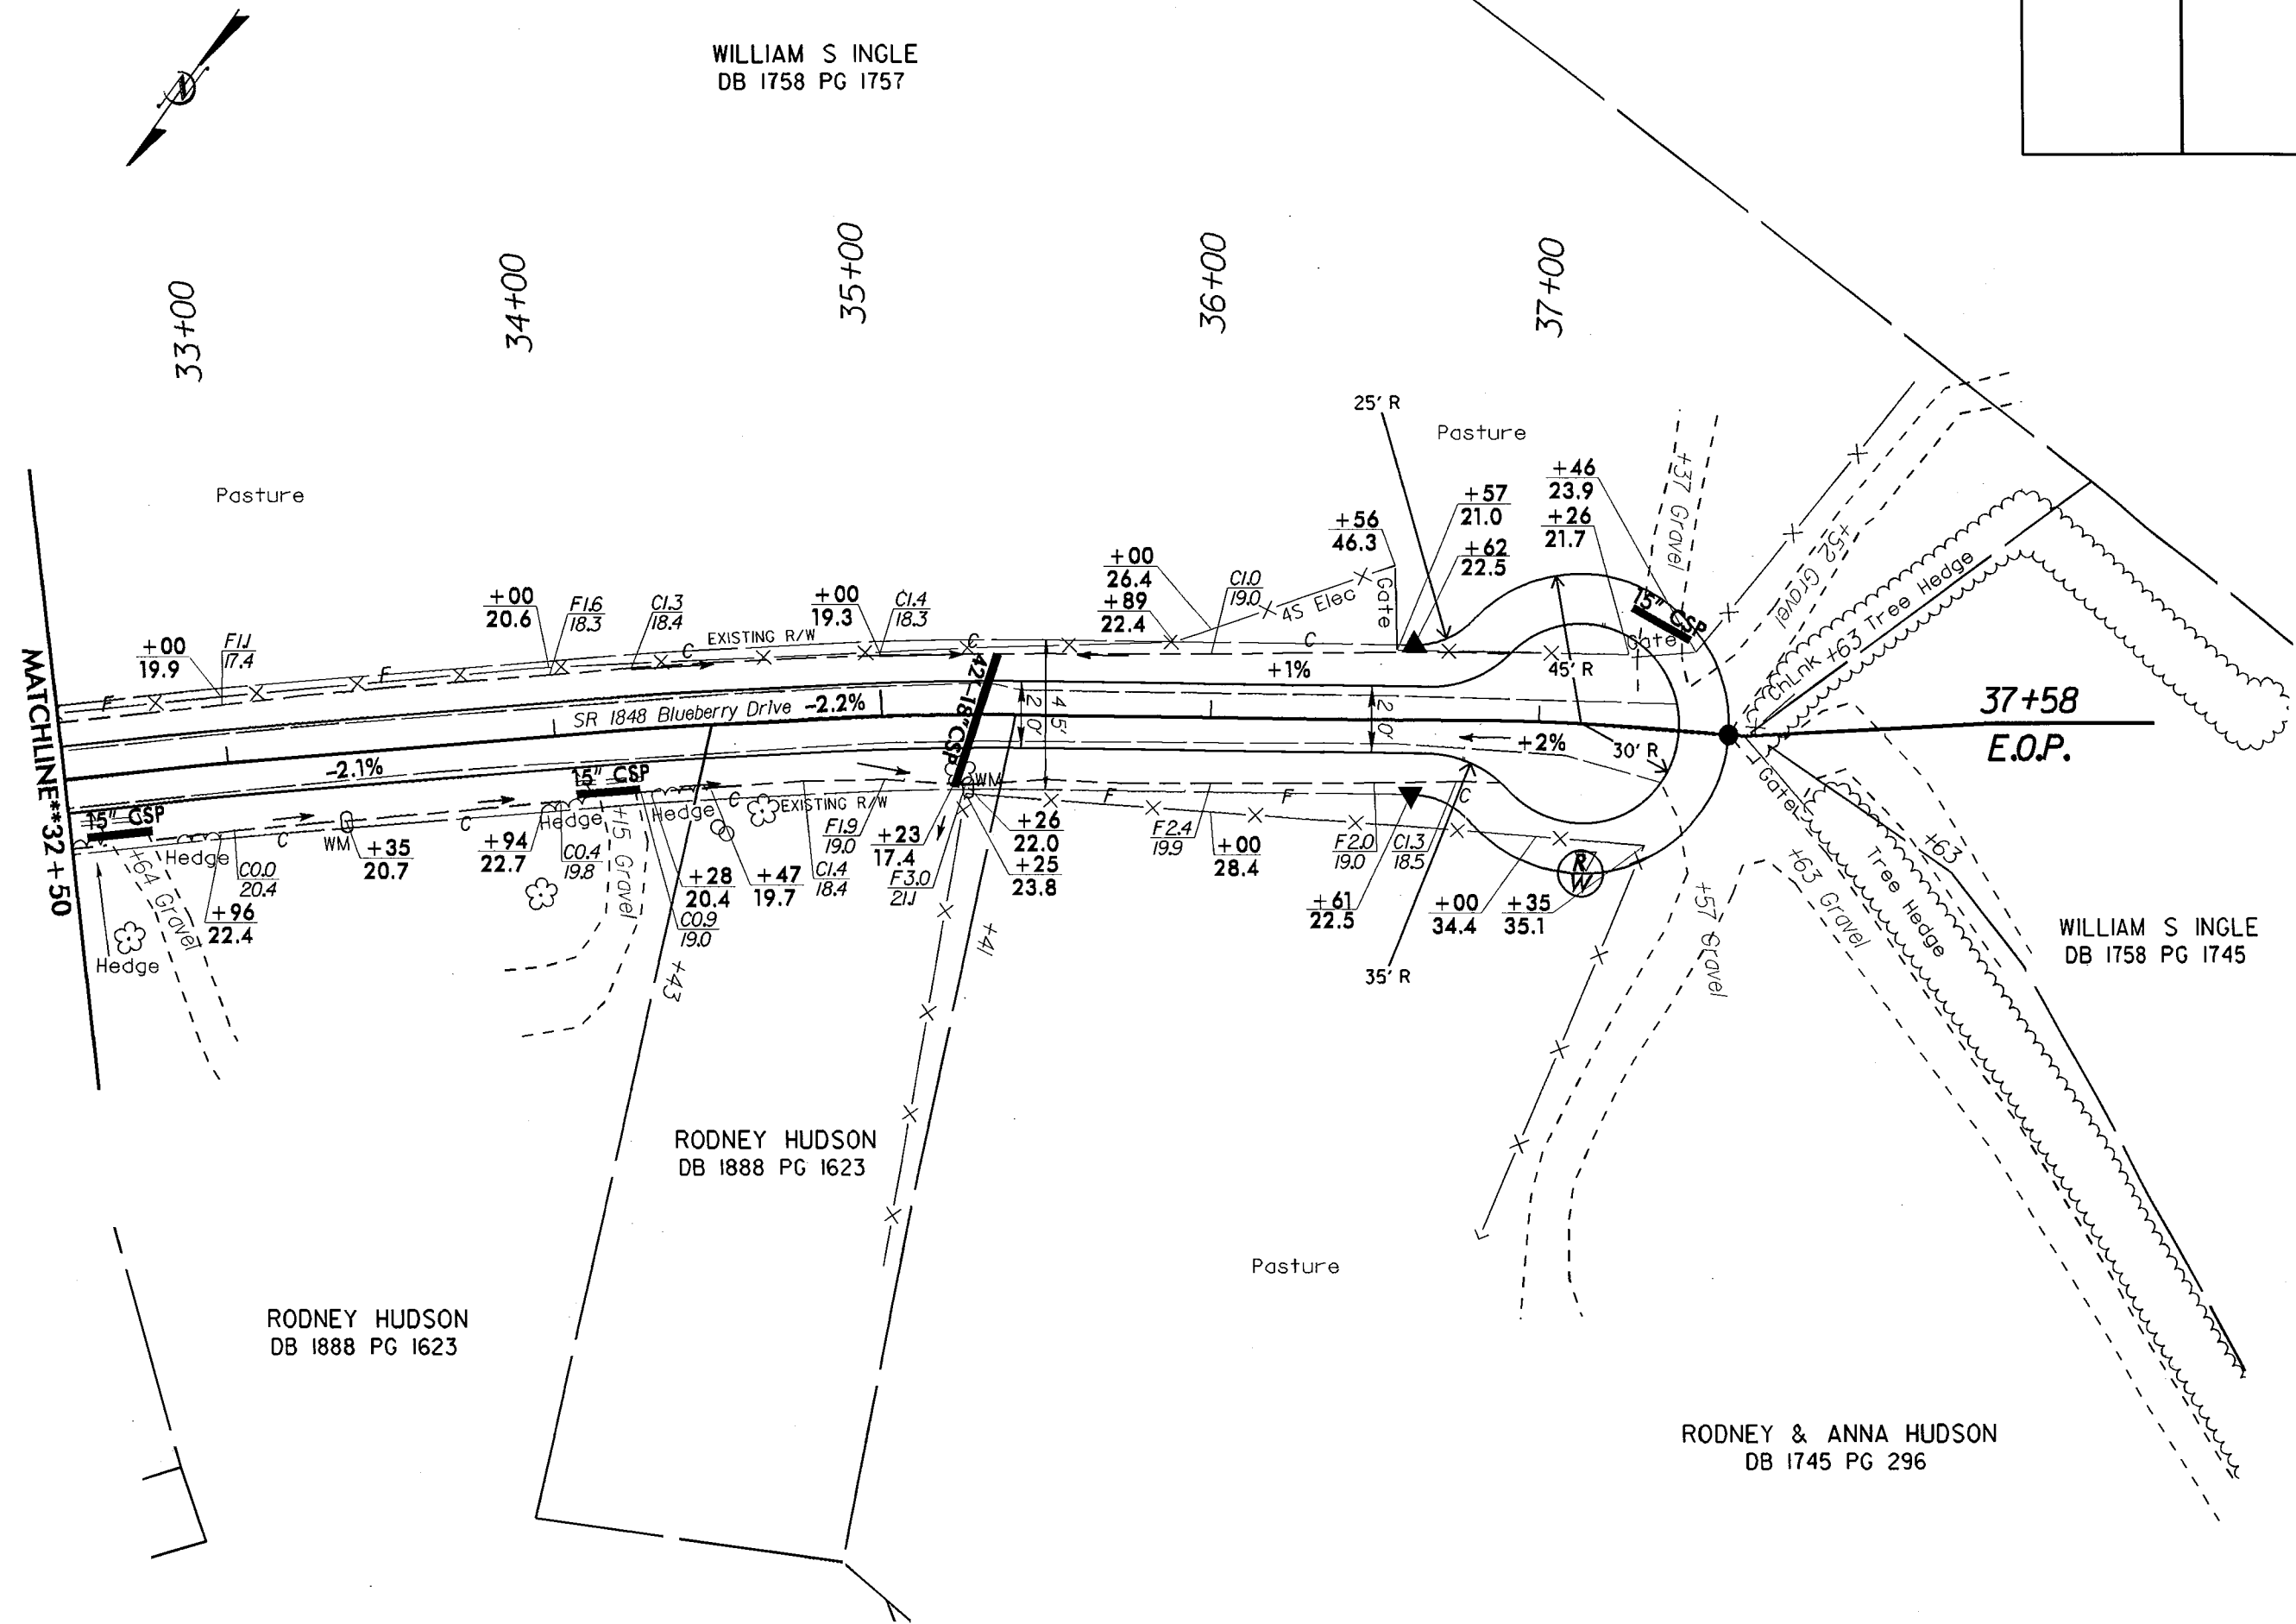 WILLIAM S INGLE
DB 1758 PG 1757
N
33+00
34+00
35+00
36+00
37+00
25' R
Pasture
Pasture
+46
23.9
+26
21.7
+57
21.0
+62
22.5
+56
46.3
+37 Gravel
+52 Gravel
+00
26.4
+89
22.4
C1.0
19.0
4S Elec
Gate
15" CSP
Gate
ChLnk +63 Tree Hedge
+00
20.6
F1.6
18.3
C1.3
18.4
EXISTING R/W
+00
19.3
C1.4
18.3
+00
19.9
F1.1
17.4
F
F
C
C
C
MATCHLINE**32+50
SR 1848 Blueberry Drive -2.2%
42'-18"CSP
20'
45'
+1%
20'
45' R
37+58
E.O.P.
+2%
30' R
-2.1%
15" CSP
15" CSP
WM
EXISTING R/W
Hedge
Hedge
Hedge
Hedge
+64 Gravel
C0.0
20.4
+96
22.4
C
WM
+35
20.7
C
+94
22.7
C0.4
19.8
+15 Gravel
+28
20.4
C0.9
19.0
C
+47
19.7
C1.4
18.4
F1.9
19.0
+23
17.4
F3.0
21.1
+26
22.0
+25
23.8
F
F
F2.4
19.9
+00
28.4
F2.0
19.0
C1.3
18.5
C
+61
22.5
35' R
+00
34.4
+35
35.1
R
W
+57 Gravel
Gate
+63 Gravel
Tree Hedge
+63
+43
+41
WILLIAM S INGLE
DB 1758 PG 1745
RODNEY HUDSON
DB 1888 PG 1623
Pasture
RODNEY HUDSON
DB 1888 PG 1623
RODNEY & ANNA HUDSON
DB 1745 PG 296